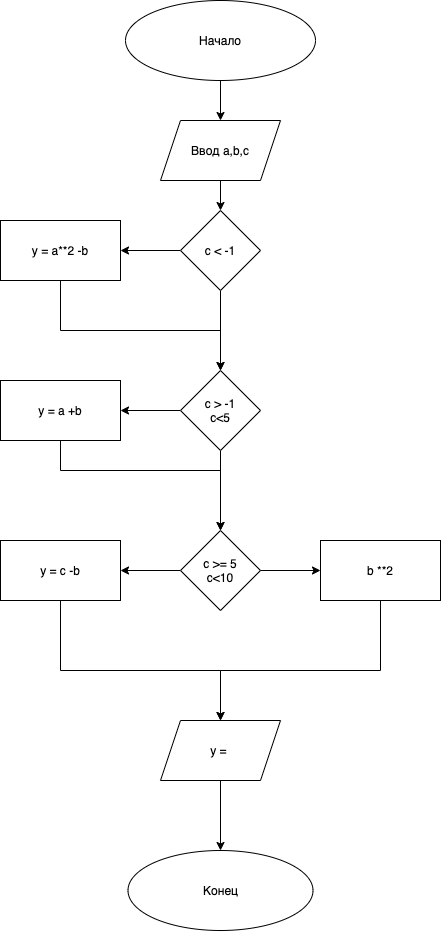 Начало
Ввод a,b,c
y = a**2 -b
c < -1
y = a +b
c > -1
c<5
y = c -b
c >= 5
c<10
b **2
y =
Конец